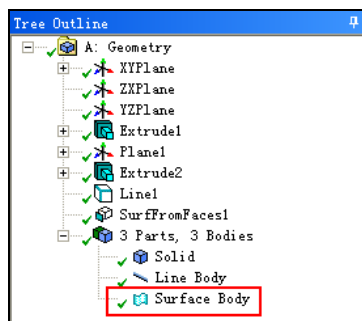 Tree Outline
A: Geometry
XYPlane
ZXPlane
YZPlane
Extrude1
Plane1
Extrude2
Line1
SurfFromFaces1
3 Parts, 3 Bodies
Solid
Line Body
Surface Body